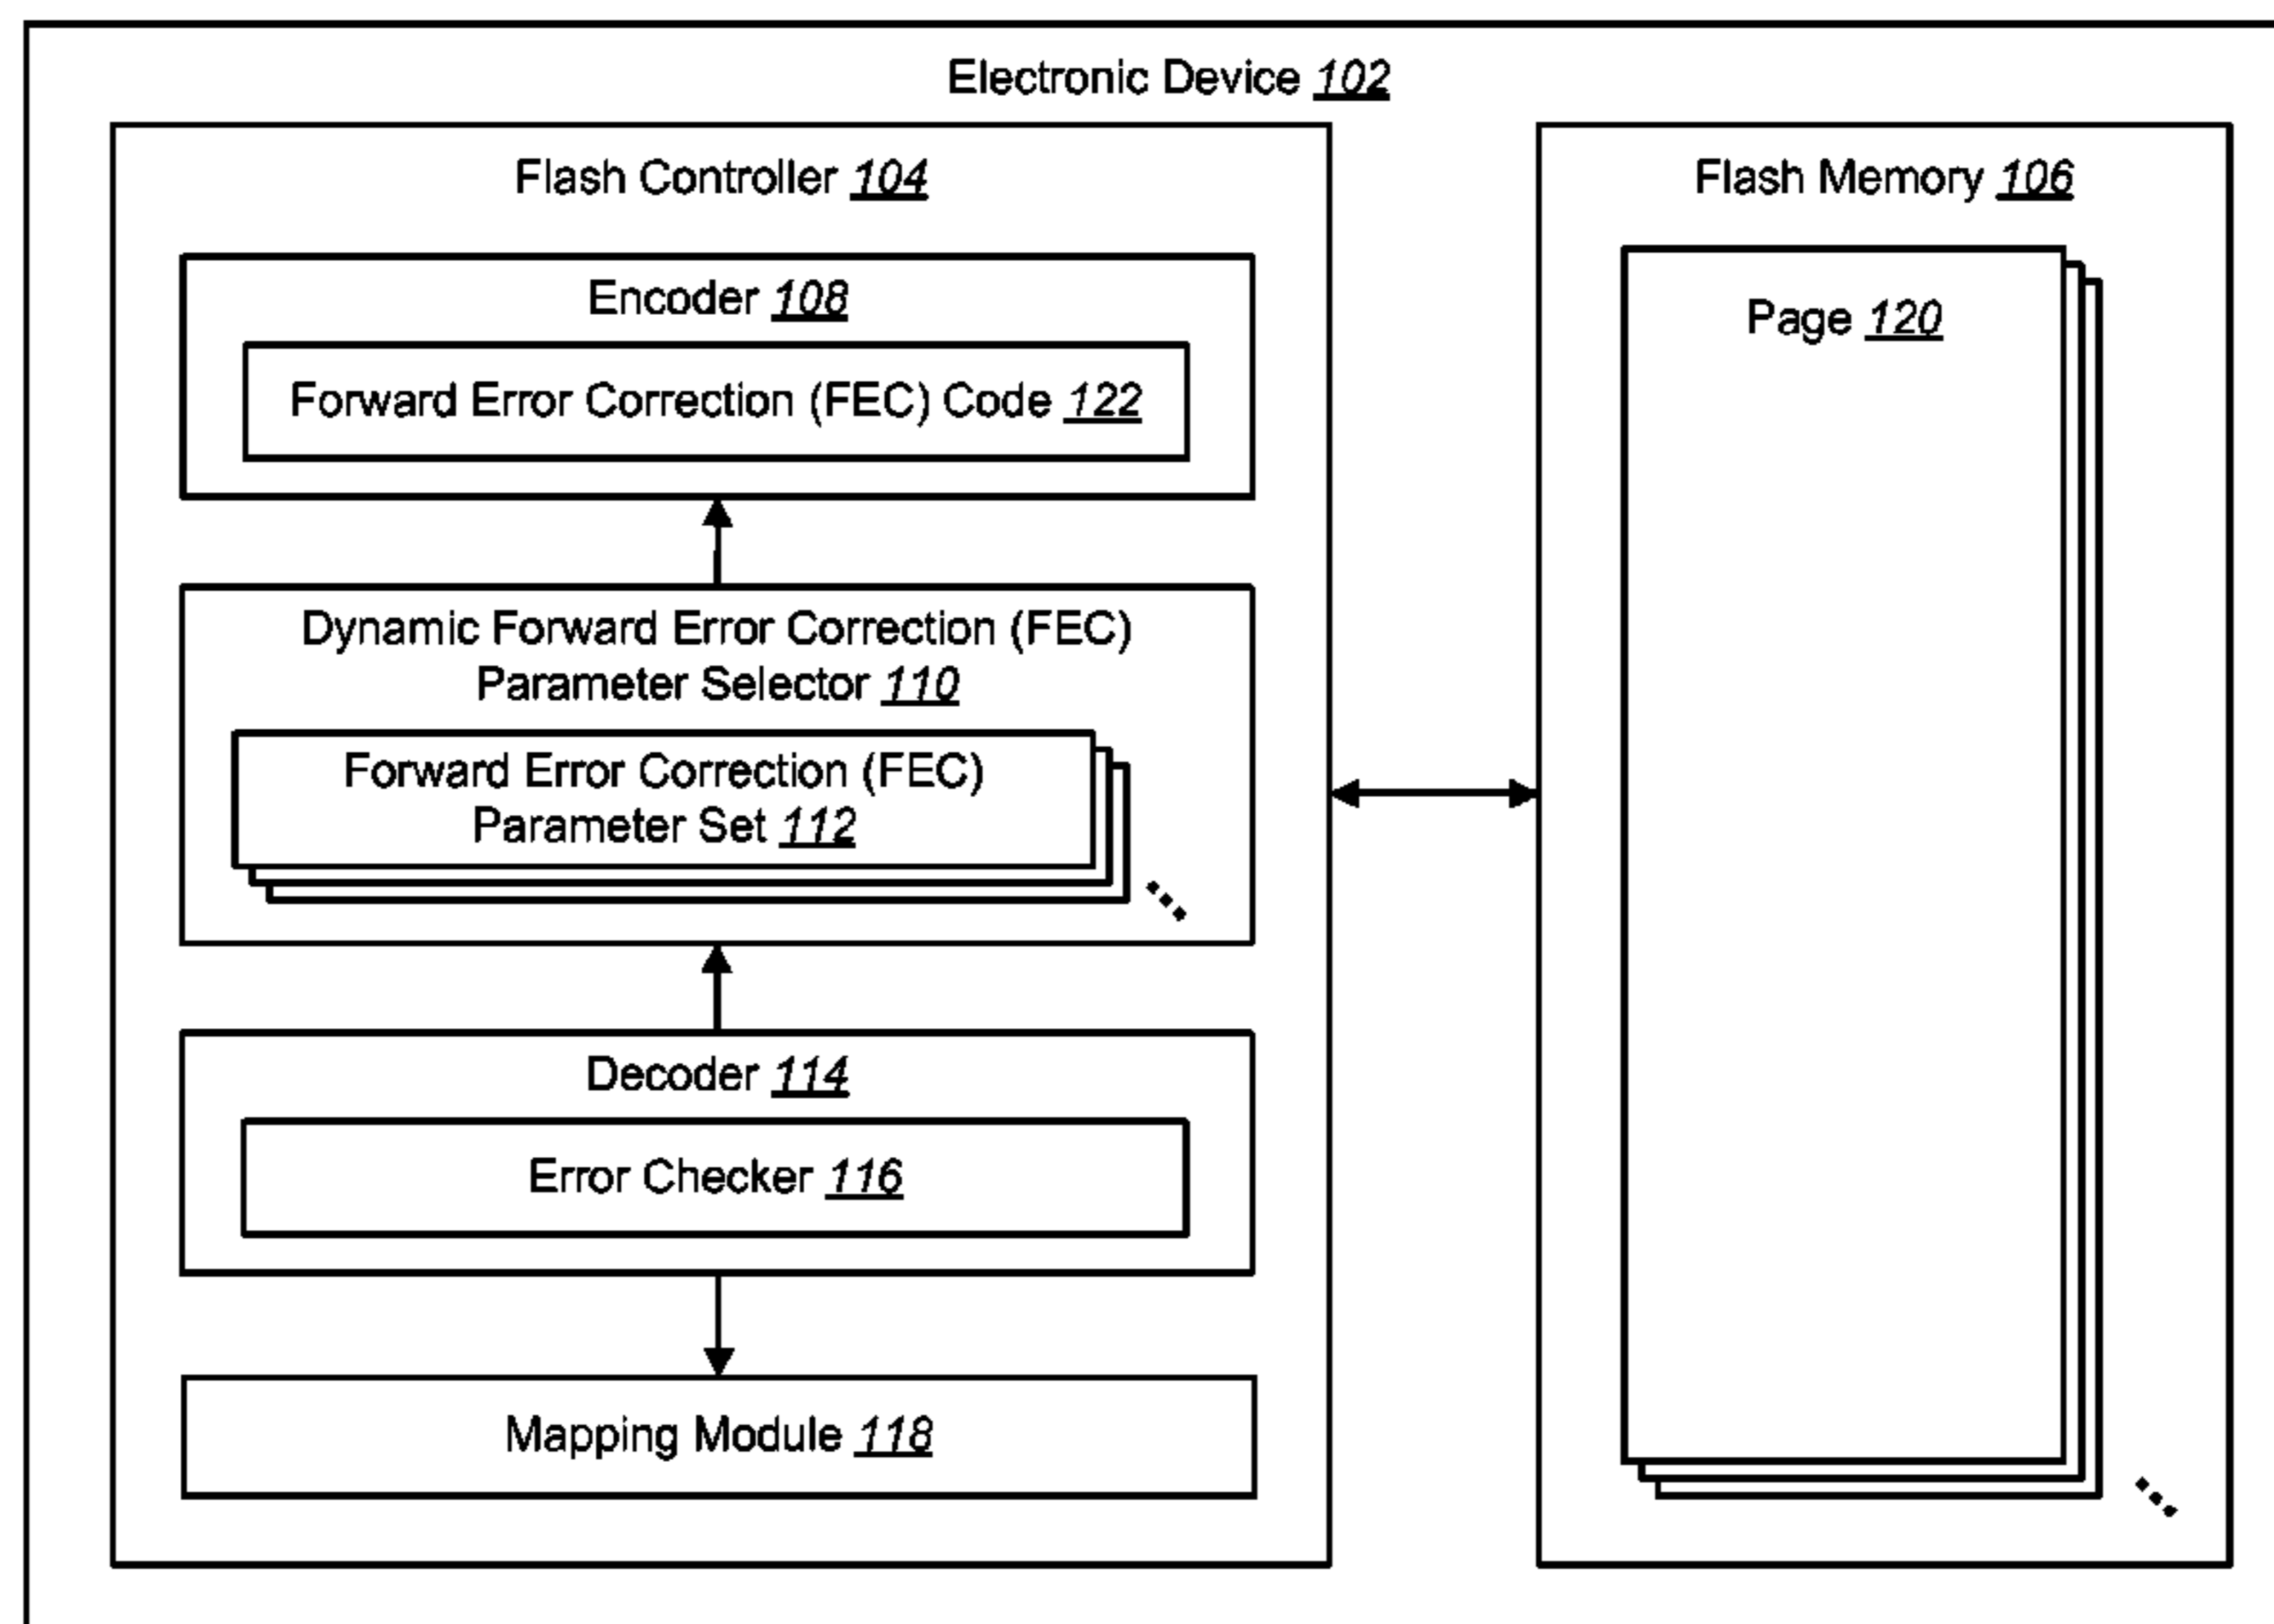 Electronic Device 102
Flash Controller 104
Encoder 108
Forward Error Correction (FEC) Code 122
Dynamic Forward Error Correction (FEC)
Parameter Selector 110
Forward Error Correction (FEC)
Parameter Set 112
Decoder 114
Error Checker 116
Mapping Module 118
Flash Memory 106
Page 120